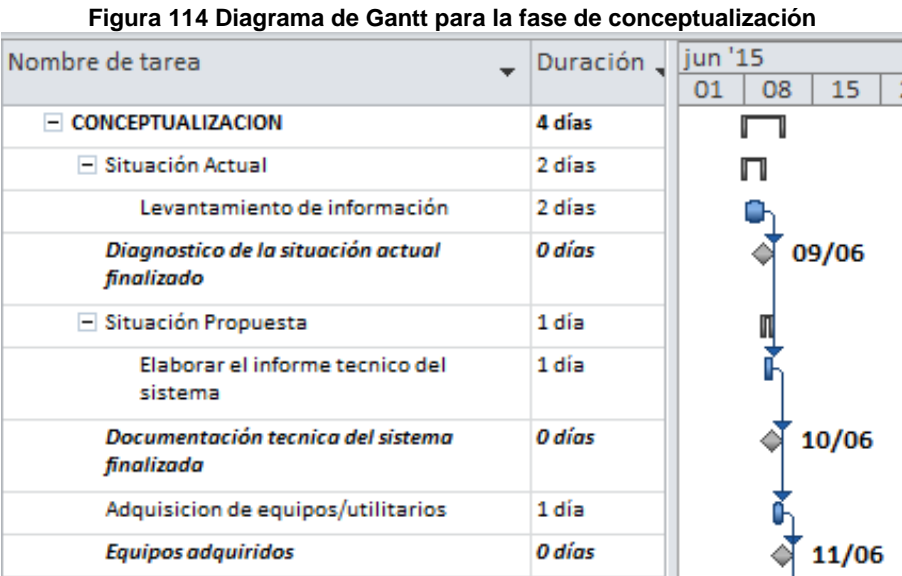 Figura 114 Diagrama de Gantt para la fase de conceptualización
Nombre de tarea Duración jun '15
01 08 15
CONCEPTUALIZACION 4 días
Situación Actual 2 días
Levantamiento de información 2 días
Diagnostico de la situación actual 0 días 09/06
finalizado
Situación Propuesta 1 día
Elaborar el informe tecnico del 1 día
sistema
Documentación tecnica del sistema 0 días 10/06
finalizada
Adquisicion de equipos/utilitarios 1 día
Equipos adquiridos 0 días 11/06